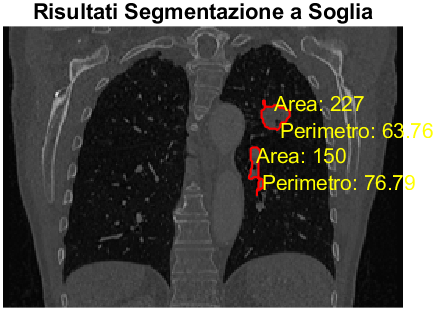 Risultati Segmentazione a Soglia
Area: 227
Perimetro: 63.76
Area: 150
Perimetro: 76.79